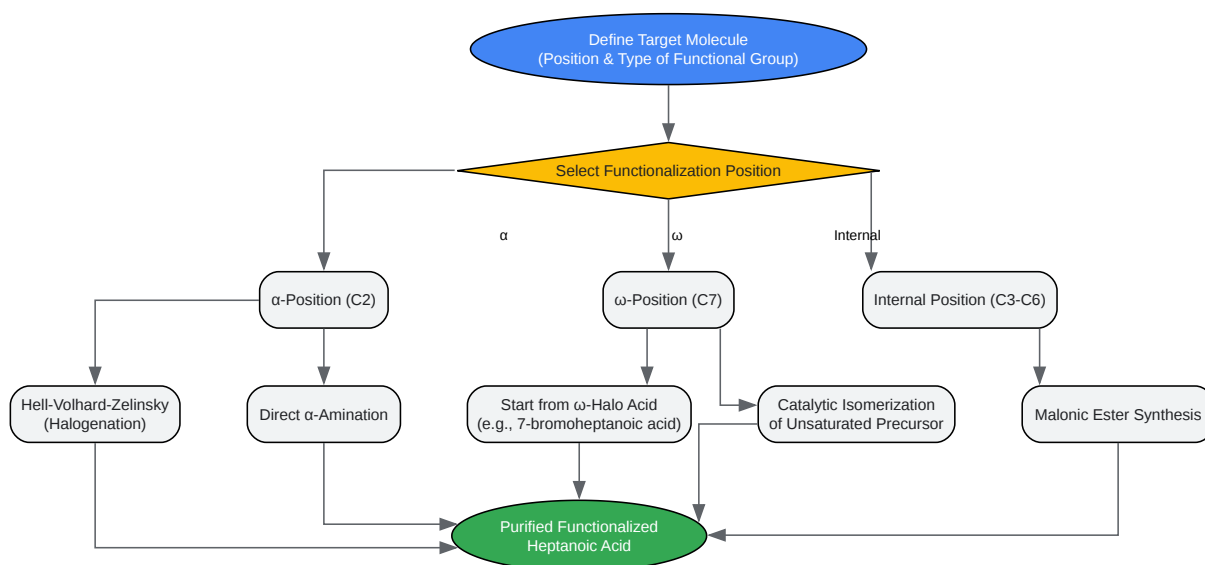 Define Target Molecule
(Position & Type of Functional Group)
Select Functionalization Position
α
ω
Internal
α-Position (C2)
ω-Position (C7)
Internal Position (C3-C6)
Hell-Volhard-Zelinsky
(Halogenation)
Direct α-Amination
Start from ω-Halo Acid
(e.g., 7-bromoheptanoic acid)
Catalytic Isomerization
of Unsaturated Precursor
Malonic Ester Synthesis
Purified Functionalized
Heptanoic Acid